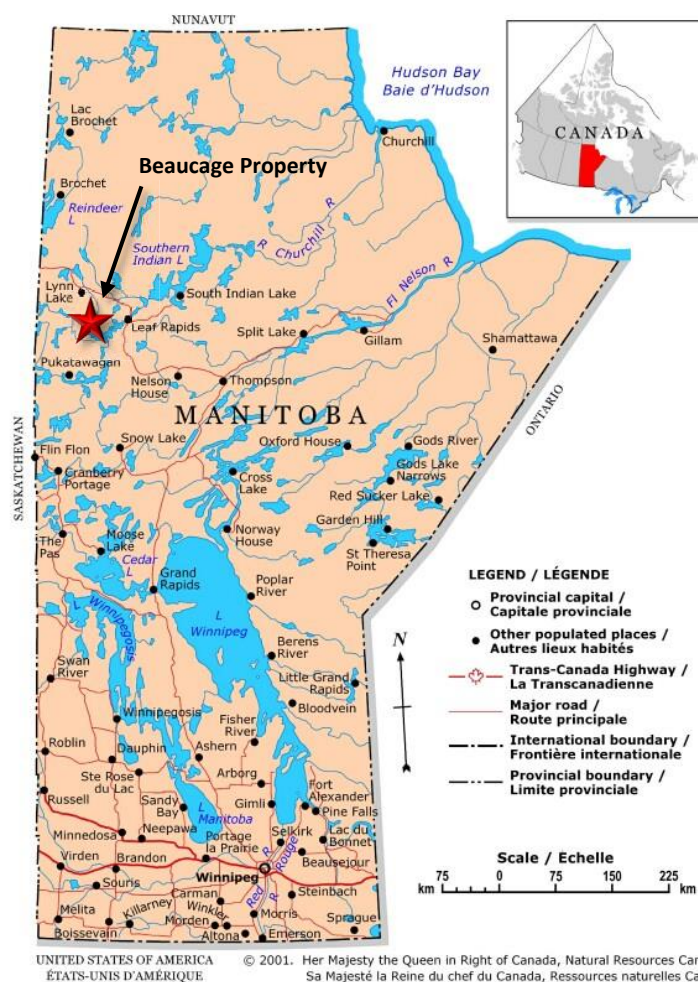 NUNAVUT
Hudson Bay
Baie d'Hudson
CANADA
Lac
Brochet
Churchill
Beaucage Property
Brochet
Reindeer
L
Southern
Indian L
R Churchill R
Lynn
Lake
South Indian Lake
Fl Nelson R
Leaf Rapids
Split Lake
Gillam
Shamattawa
Pukatawagan
Nelson
House
Thompson
MANITOBA
ONTARIO
SASKATCHEWAN
Snow Lake
Oxford House
Gods River
Flin Flon
Cranberry
Portage
Cross
Lake
Gods Lake
Narrows
Red Sucker Lake
Garden Hill
The
Pas
Moose
Lake
Norway
House
St Theresa
Point
Cedar
L
Grand
Rapids
Poplar
River
L Winnipegosis
L
Winnipeg
LEGEND / LÉGENDE
Provincial capital /
Capitale provinciale
Other populated places /
Autres lieux habités
Trans-Canada Highway /
La Transcanadienne
Major road /
Route principale
International boundary /
Frontière internationale
Provincial boundary /
Limite provinciale
N
Berens
River
Swan
River
Little Grand
Rapids
Bloodvein
Winnipegosis
Fisher
River
Roblin
Dauphin
Ashern
Ste Rose
du Lac
Arborg
Fort
Alexander
Russell
Sandy
Bay
L
Manitoba
Gimli
Pine Falls
Minnedosa
Neepawa
Portage
la Prairie
Selkirk
Lac du
Bonnet
Virden
Brandon
Winnipeg
Red R
R Rouge
Beausejour
Souris
Carman
Steinbach
Melita
Killarney
Winkler
Morris
Boissevain
Morden
Altona
Emerson
Sprague
Scale / Échelle
km 75 0 75 150 225 km
UNITED STATES OF AMERICA
ÉTATS-UNIS D'AMÉRIQUE
© 2001. Her Majesty the Queen in Right of Canada, Natural Resources Can
Sa Majesté la Reine du chef du Canada, Ressources naturelles Ca